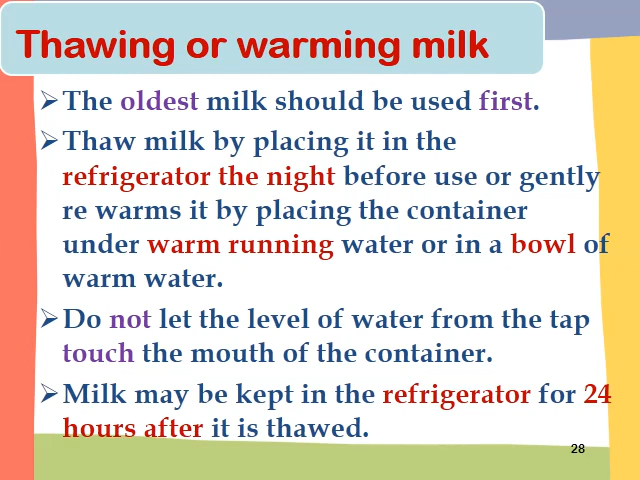 Thawing or warming milk
➢The oldest milk should be used first.
➢Thaw milk by placing it in the
refrigerator the night before use or gently
re warms it by placing the container
under warm running water or in a bowl of
warm water.
➢Do not let the level of water from the tap
touch the mouth of the container.
➢Milk may be kept in the refrigerator for 24
hours after it is thawed.
28